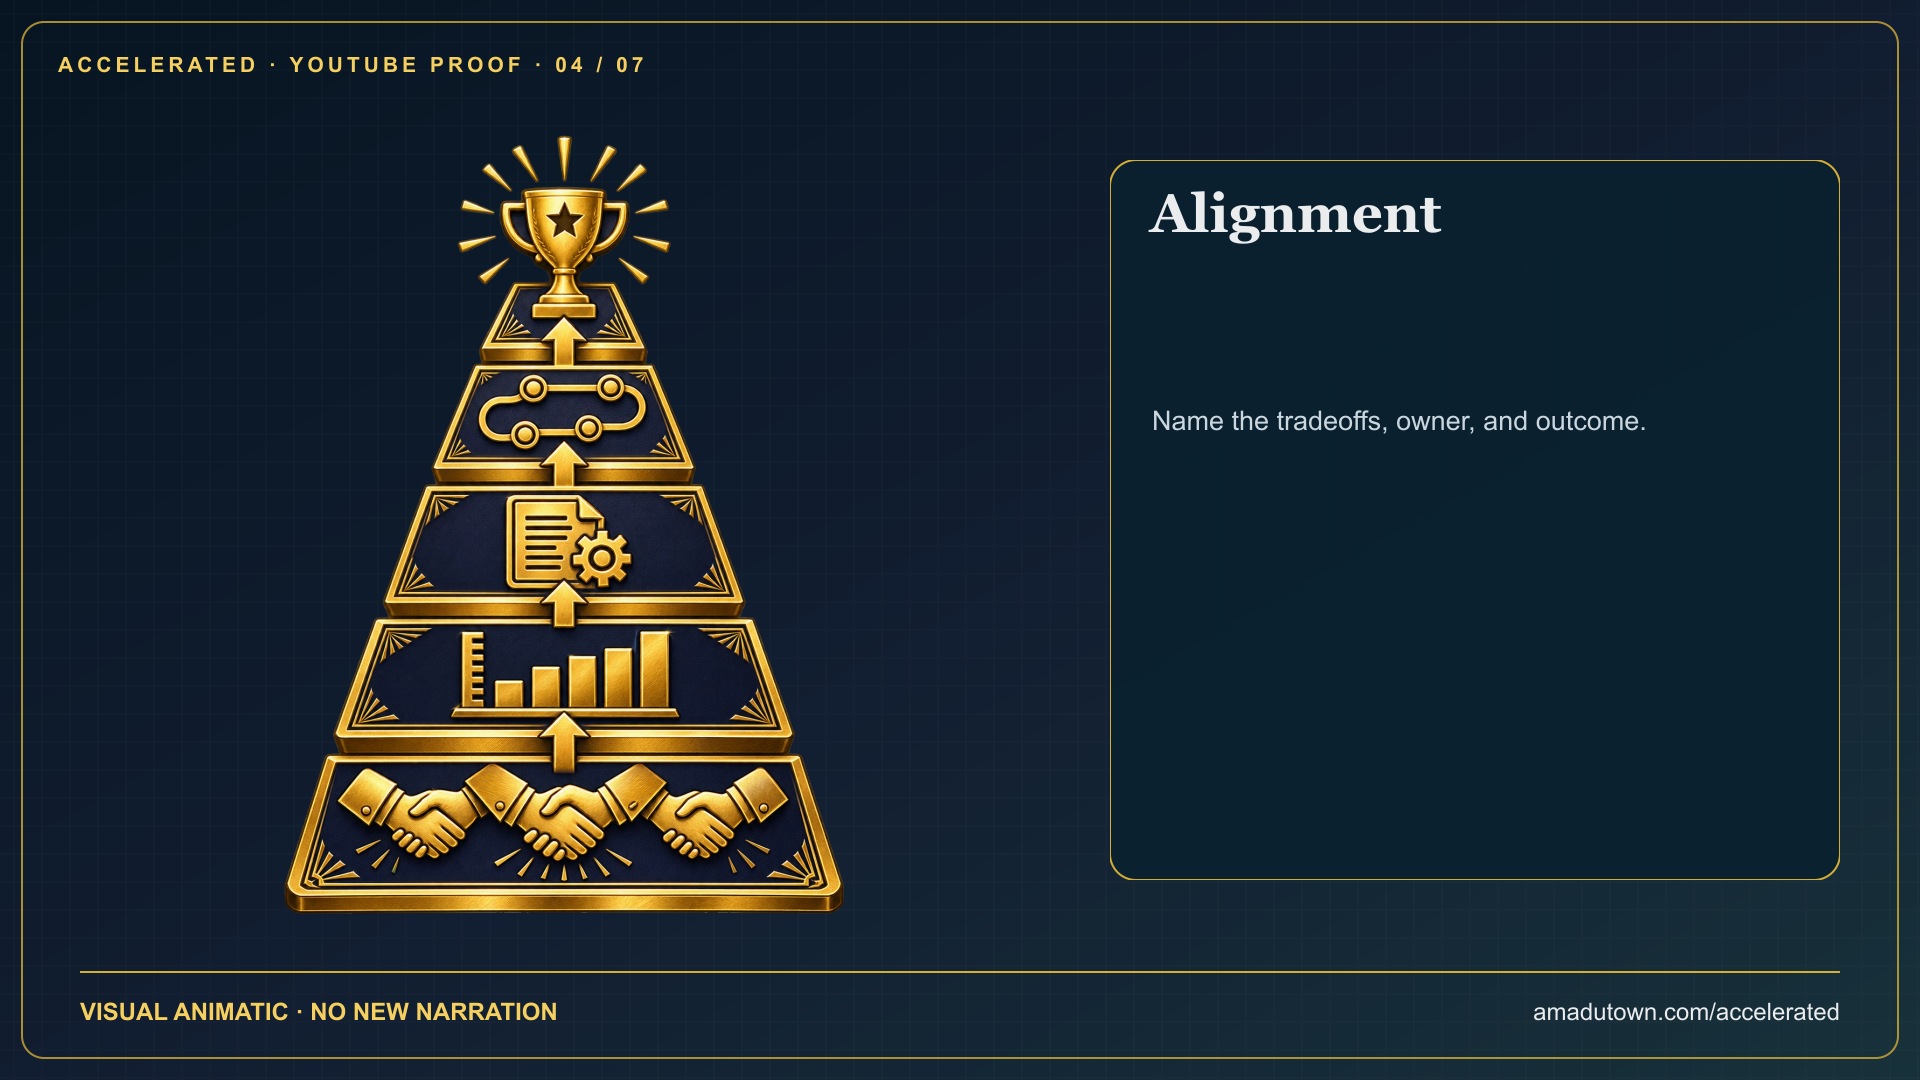 ACCELERATED · YOUTUBE PROOF · 04 / 07
Alignment
Name the tradeoffs, owner, and outcome.
VISUAL ANIMATIC · NO NEW NARRATION
amadutown.com/accelerated